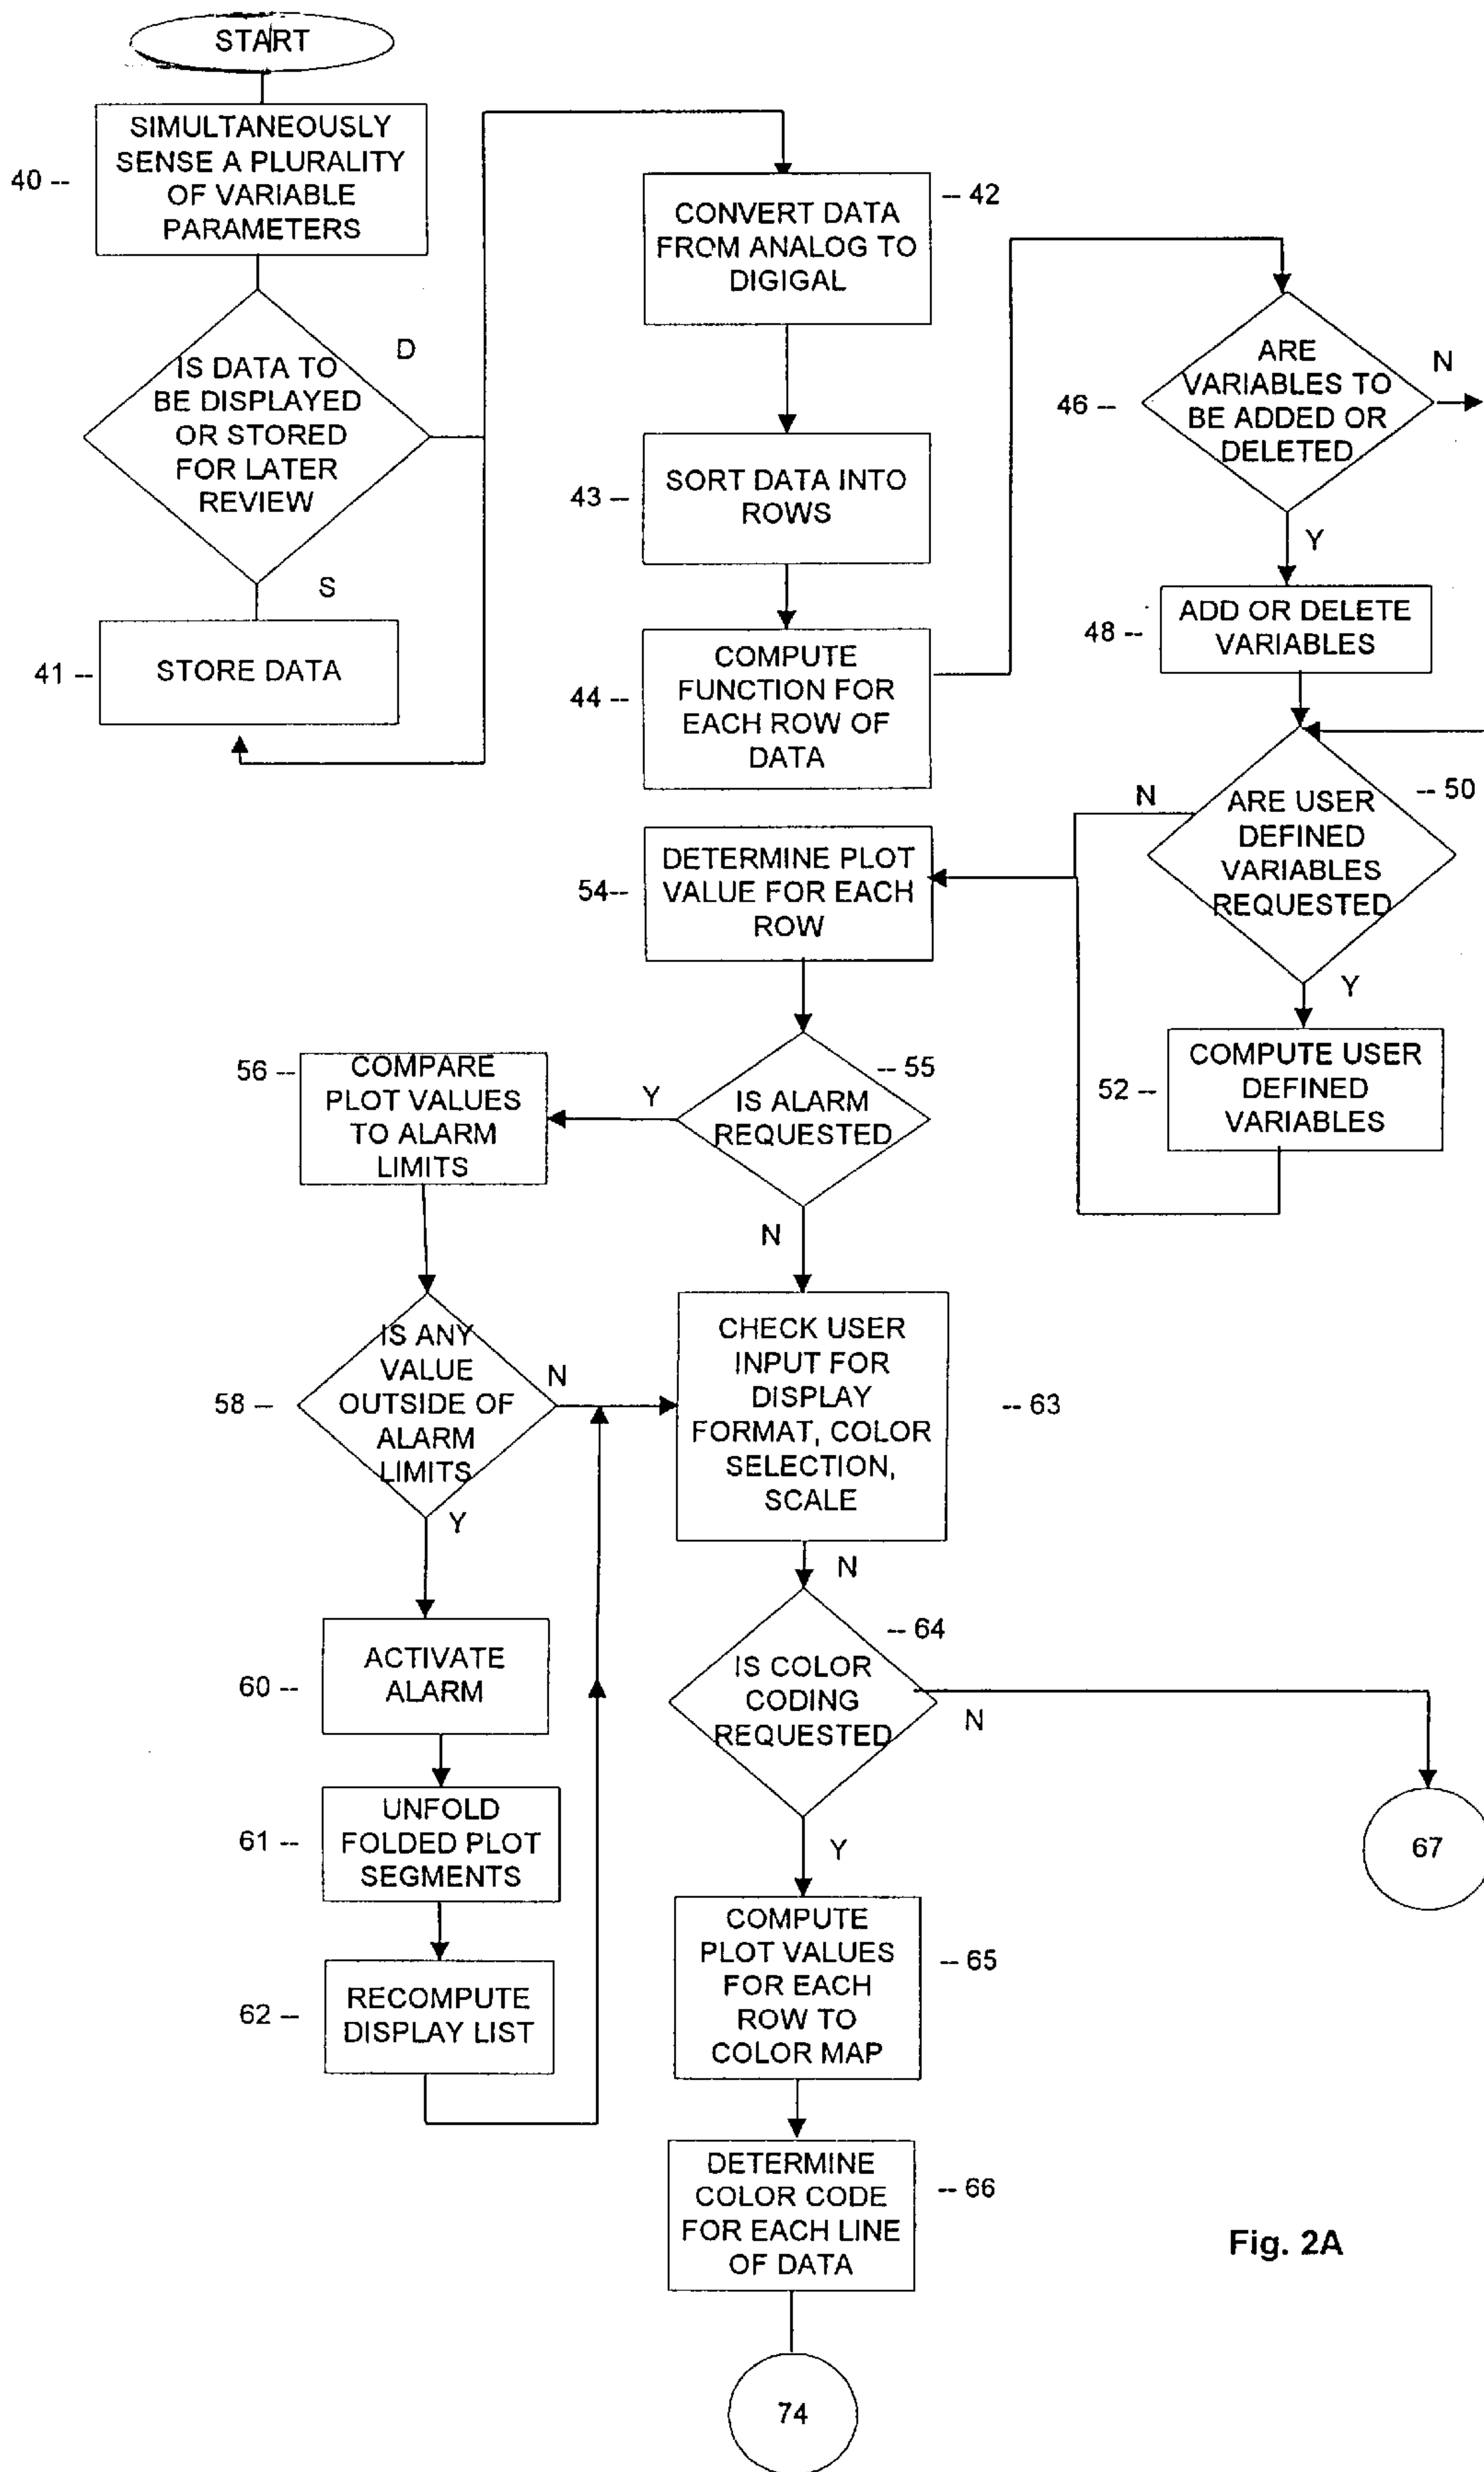 START
40 --
SIMULTANEOUSLY
SENSE A PLURALITY
OF VARIABLE
PARAMETERS
IS DATA TO
BE DISPLAYED
OR STORED
FOR LATER
REVIEW
D
S
41 --
STORE DATA
CONVERT DATA
FROM ANALOG TO
DIGIGAL
-- 42
43 --
SORT DATA INTO
ROWS
44 --
COMPUTE
FUNCTION FOR
EACH ROW OF
DATA
46 --
ARE
VARIABLES TO
BE ADDED OR
DELETED
N
Y
48 --
ADD OR DELETE
VARIABLES
-- 50
ARE USER
DEFINED
VARIABLES
REQUESTED
N
Y
52 --
COMPUTE USER
DEFINED
VARIABLES
54--
DETERMINE PLOT
VALUE FOR EACH
ROW
-- 55
IS ALARM
REQUESTED
Y
N
56 --
COMPARE
PLOT VALUES
TO ALARM
LIMITS
58 --
IS ANY
VALUE
OUTSIDE OF
ALARM
LIMITS
N
Y
60 --
ACTIVATE
ALARM
61 --
UNFOLD
FOLDED PLOT
SEGMENTS
62 --
RECOMPUTE
DISPLAY LIST
CHECK USER
INPUT FOR
DISPLAY
FORMAT, COLOR
SELECTION,
SCALE
-- 63
N
-- 64
IS COLOR
CODING
REQUESTED
N
Y
67
COMPUTE
PLOT VALUES
FOR EACH
ROW TO
COLOR MAP
-- 65
DETERMINE
COLOR CODE
FOR EACH LINE
OF DATA
-- 66
74
Fig. 2A